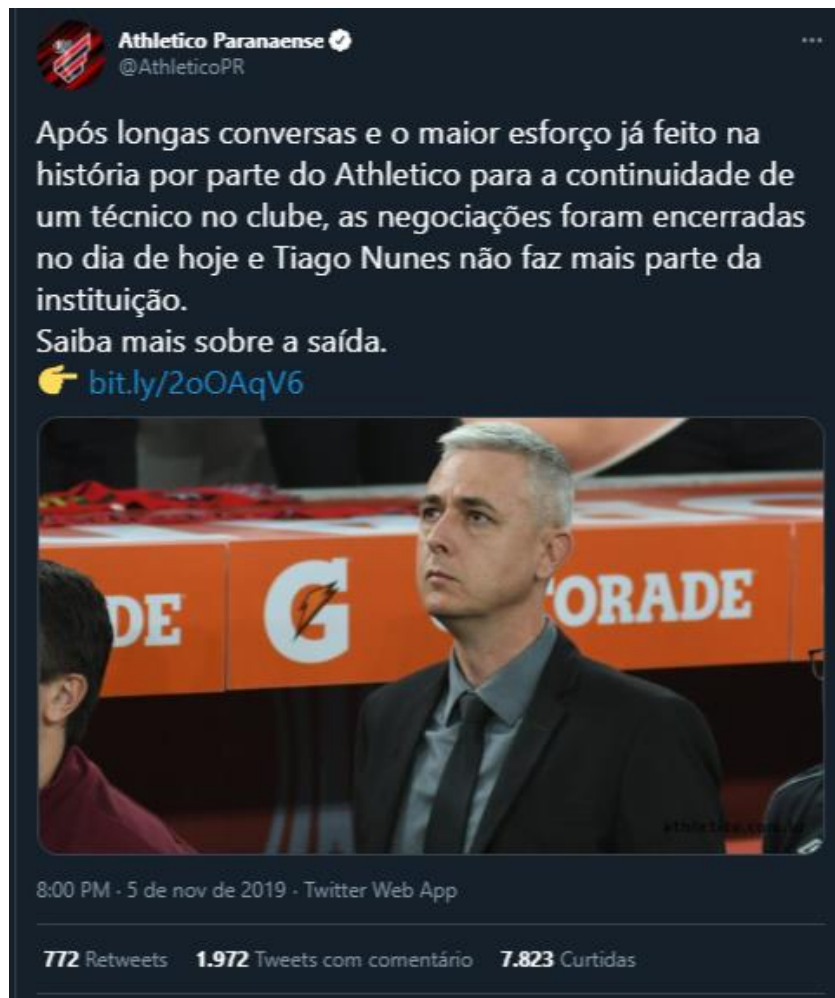 Athletico Paranaense
@AthleticoPR
Após longas conversas e o maior esforço já feito na
história por parte do Athletico para a continuidade de
um técnico no clube, as negociações foram encerradas
no dia de hoje e Tiago Nunes não faz mais parte da
instituição.
Saiba mais sobre a saída.
👉 bit.ly/2oOAqV6
DE
G
ORADE
8:00 PM · 5 de nov de 2019 · Twitter Web App
772 Retweets 1.972 Tweets com comentário 7.823 Curtidas